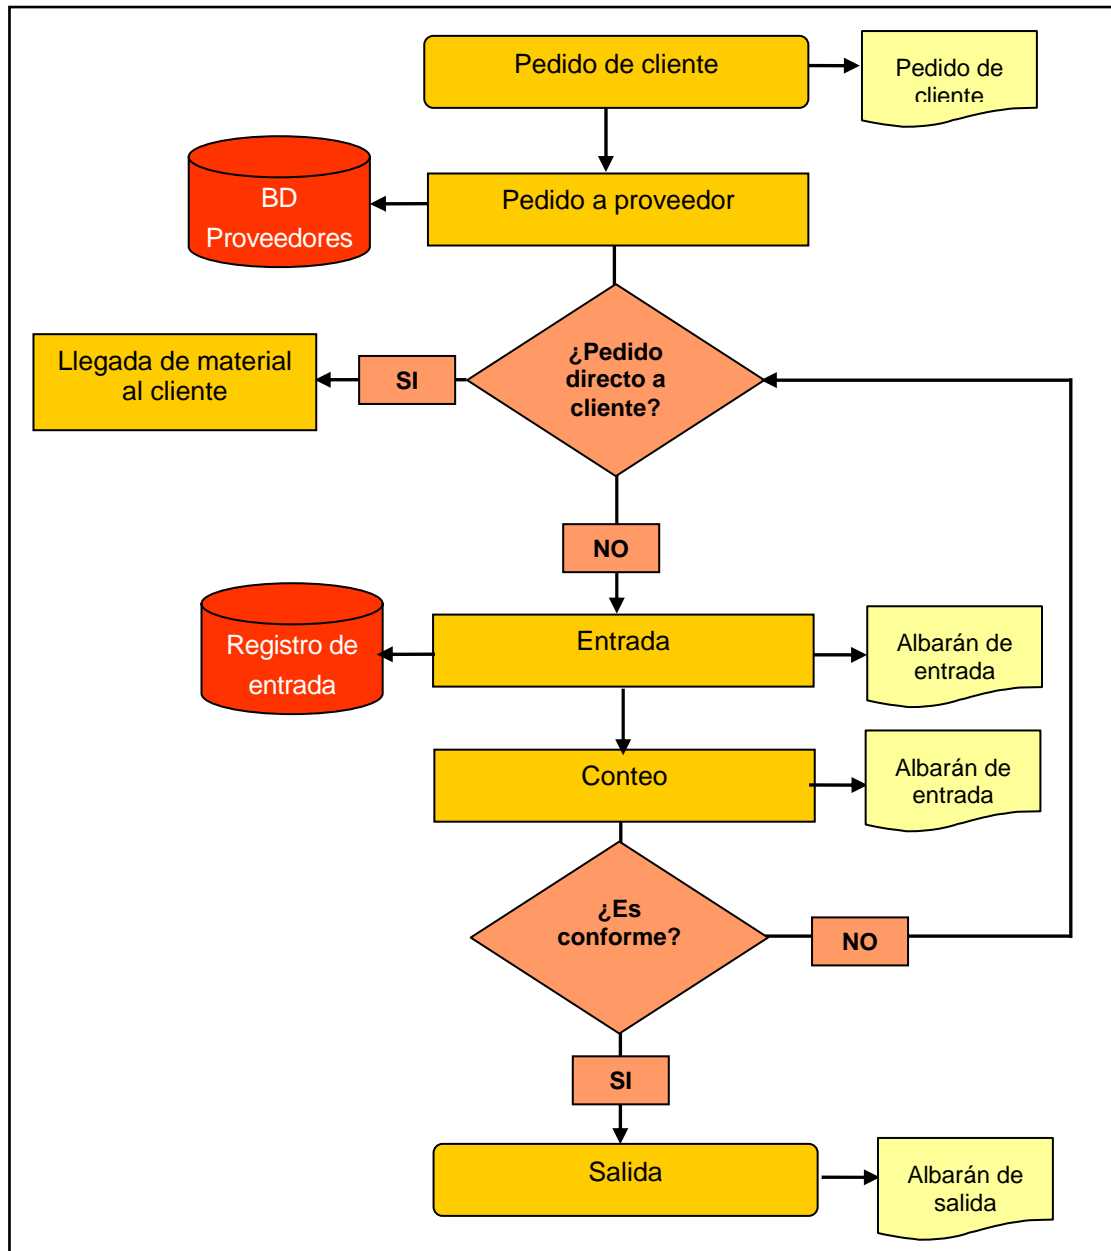 Pedido de cliente
Pedido de
cliente
BD
Proveedores
Pedido a proveedor
Llegada de material
al cliente
SI
¿Pedido
directo a
cliente?
NO
Registro de
entrada
Entrada
Albarán de
entrada
Conteo
Albarán de
entrada
¿Es
conforme?
NO
SI
Salida
Albarán de
salida